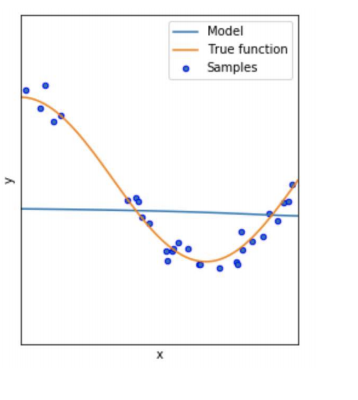 Model
True function
Samples
y
x